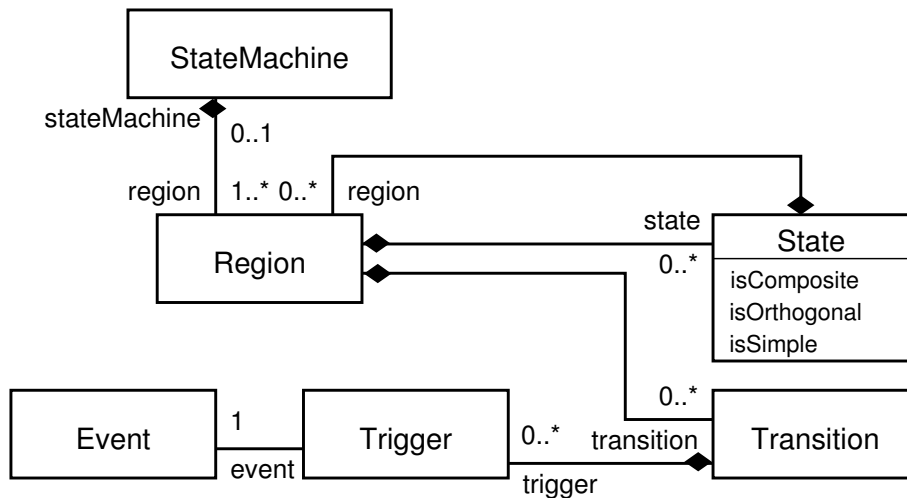 StateMachine
stateMachine
0..1
region
1..*
0..*
region
Region
state
0..*
State
isComposite
isOrthogonal
isSimple
Event
1
event
Trigger
0..*
trigger
transition
0..*
Transition